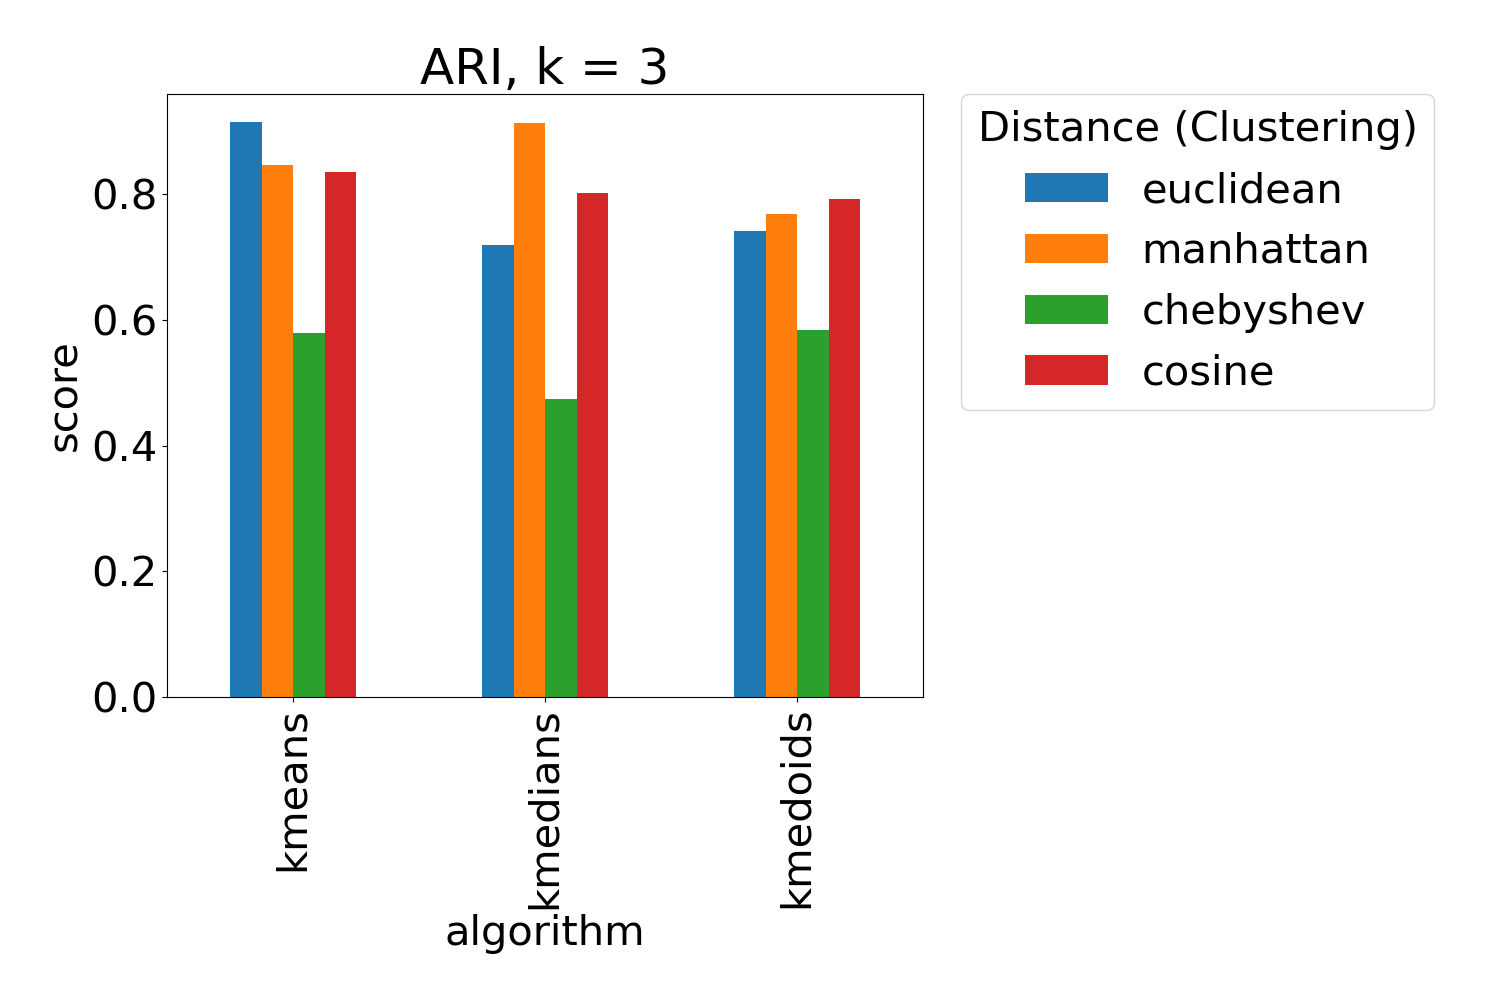 ARI, k = 3
score
0.8
0.6
0.4
0.2
0.0
kmeans
kmedians
kmedoids
algorithm
Distance (Clustering)
euclidean
manhattan
chebyshev
cosine